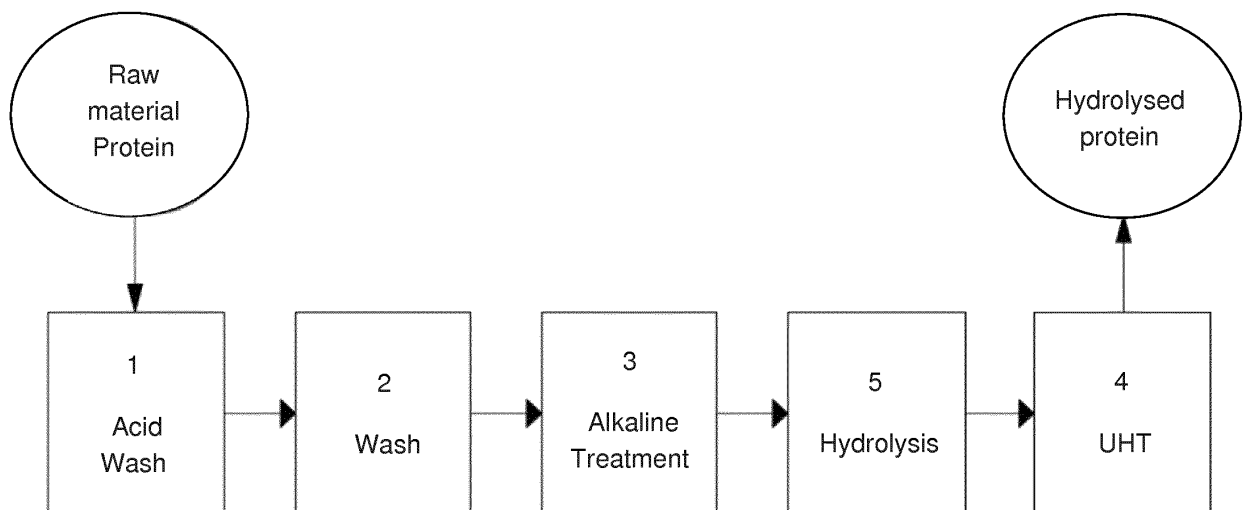 Raw
material
Protein
Hydrolysed
protein
1
Acid
Wash
2
Wash
3
Alkaline
Treatment
5
Hydrolysis
4
UHT